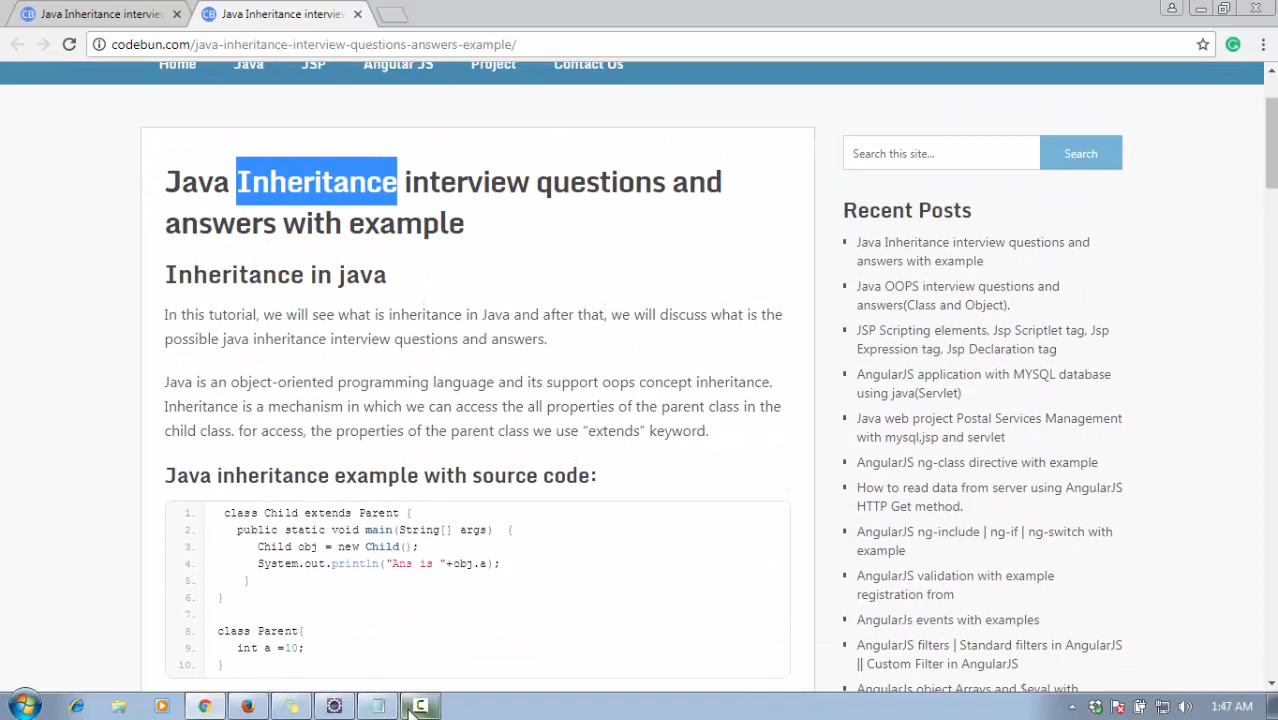 Java Inheritance intervie
Java Inheritance intervie
codebun.com/java-inheritance-interview-questions-answers-example/
Home Java JSP Angular JS Project Contact Us
Java Inheritance interview questions and
answers with example
Inheritance in java
In this tutorial, we will see what is inheritance in Java and after that, we will discuss what is the
possible java inheritance interview questions and answers.
Java is an object-oriented programming language and its support oops concept inheritance.
Inheritance is a mechanism in which we can access the all properties of the parent class in the
child class. for access, the properties of the parent class we use “extends” keyword.
Java inheritance example with source code:
1. class Child extends Parent {
2. public static void main(String[] args) {
3. Child obj = new Child();
4. System.out.println("Ans is "+obj.a);
5. }
6. }
7.
8. class Parent{
9. int a =10;
10. }
Search this site...
Search
Recent Posts
Java Inheritance interview questions and
answers with example
Java OOPS interview questions and
answers(Class and Object).
JSP Scripting elements, Jsp Scriptlet tag, Jsp
Expression tag, Jsp Declaration tag
AngularJS application with MYSQL database
using java(Servlet)
Java web project Postal Services Management
with mysql,jsp and servlet
AngularJS ng-class directive with example
How to read data from server using AngularJS
HTTP Get method.
AngularJS ng-include | ng-if | ng-switch with
example
AngularJS validation with example
registration from
AngularJs events with examples
AngularJS filters | Standard filters in AngularJS
|| Custom Filter in AngularJS
AngularJs object Arrays and $eval with
1:47 AM